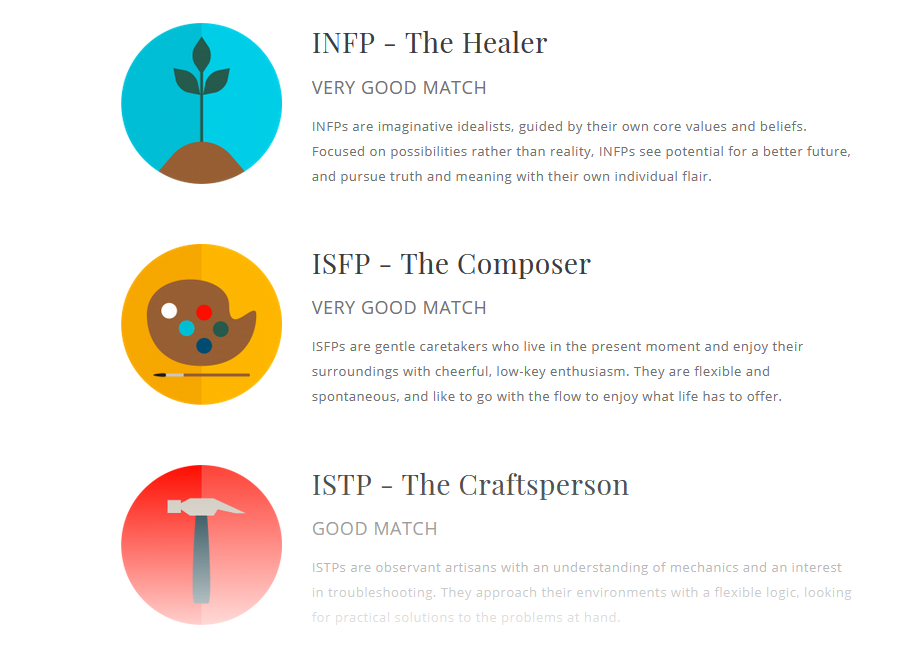 INFP - The Healer
VERY GOOD MATCH
INFPs are imaginative idealists, guided by their own core values and beliefs.
Focused on possibilities rather than reality, INFPs see potential for a better future,
and pursue truth and meaning with their own individual flair.
ISFP - The Composer
VERY GOOD MATCH
ISFPs are gentle caretakers who live in the present moment and enjoy their
surroundings with cheerful, low-key enthusiasm. They are flexible and
spontaneous, and like to go with the flow to enjoy what life has to offer.
ISTP - The Craftsperson
GOOD MATCH
ISTPs are observant artisans with an understanding of mechanics and an interest
in troubleshooting. They approach their environments with a flexible logic, looking
for practical solutions to the problems at hand.